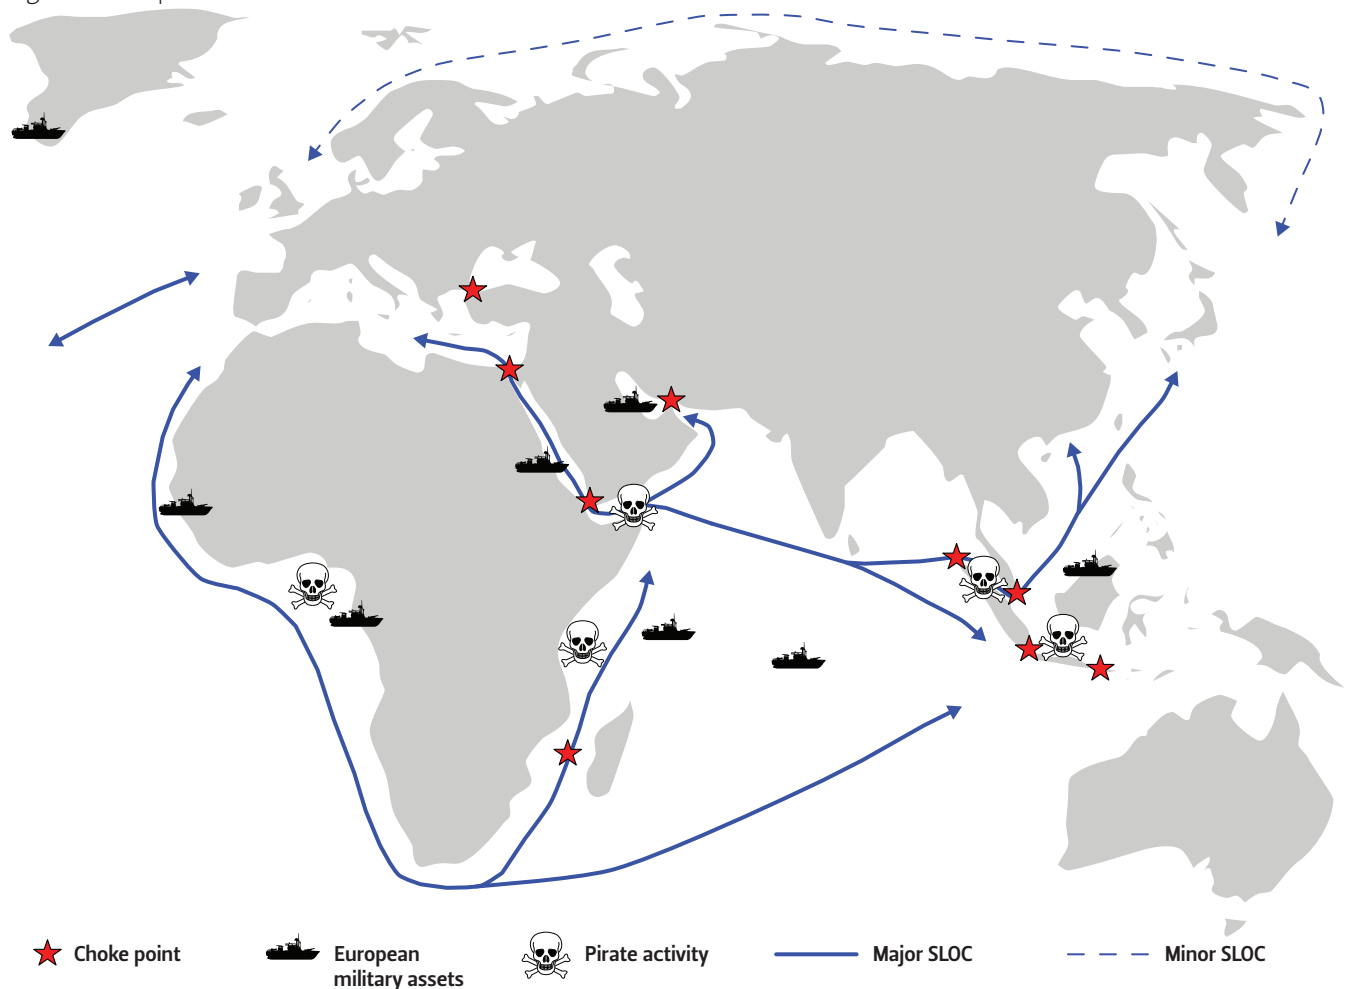 Choke point
European
military assets
Pirate activity
Major SLOC
Minor SLOC